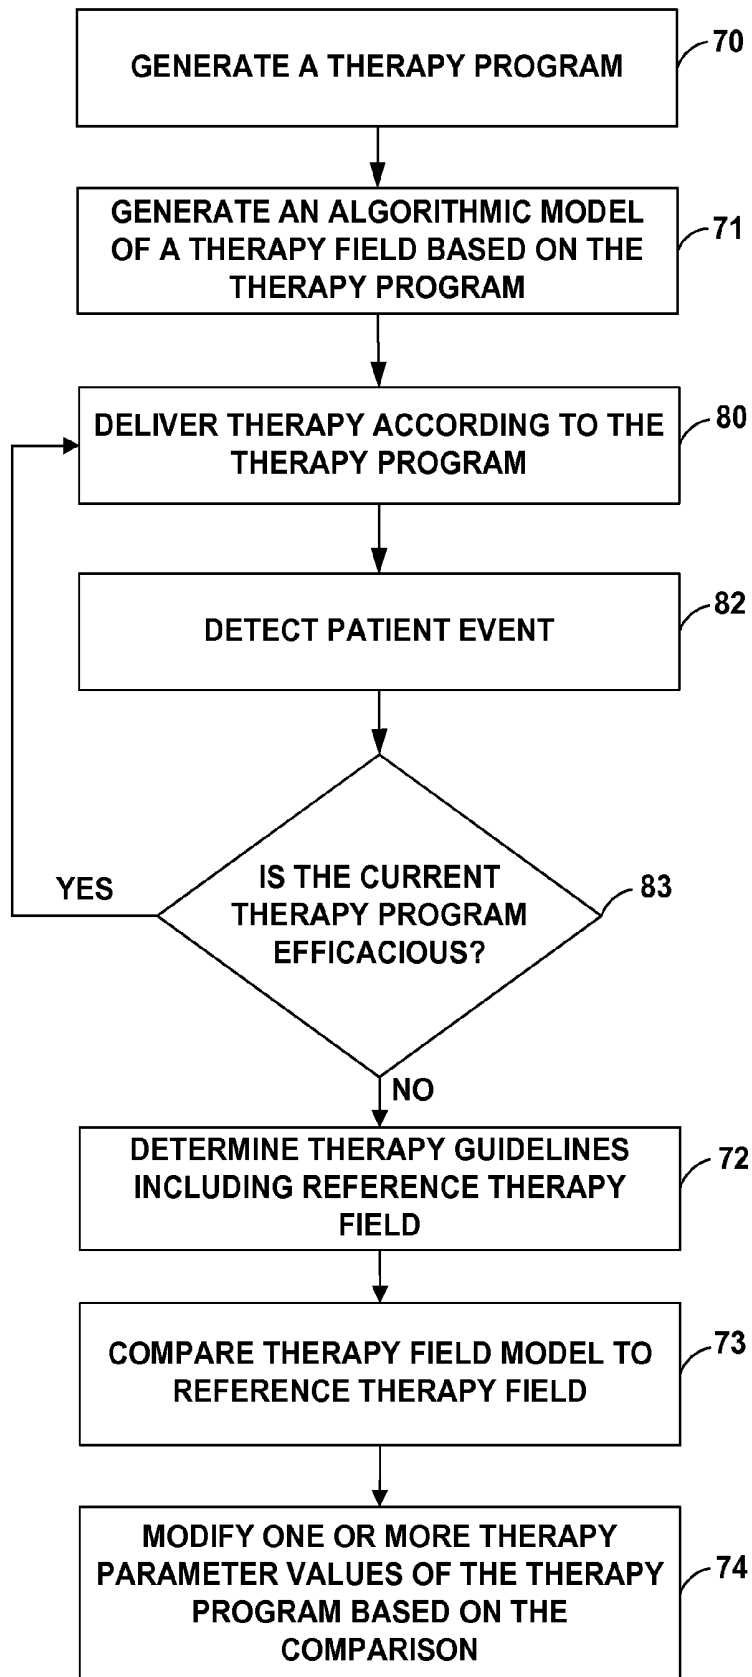 GENERATE A THERAPY PROGRAM
70
GENERATE AN ALGORITHMIC MODEL
OF A THERAPY FIELD BASED ON THE
THERAPY PROGRAM
71
DELIVER THERAPY ACCORDING TO THE
THERAPY PROGRAM
80
DETECT PATIENT EVENT
82
IS THE CURRENT
THERAPY PROGRAM
EFFICACIOUS?
83
YES
NO
DETERMINE THERAPY GUIDELINES
INCLUDING REFERENCE THERAPY
FIELD
72
COMPARE THERAPY FIELD MODEL TO
REFERENCE THERAPY FIELD
73
MODIFY ONE OR MORE THERAPY
PARAMETER VALUES OF THE THERAPY
PROGRAM BASED ON THE
COMPARISON
74